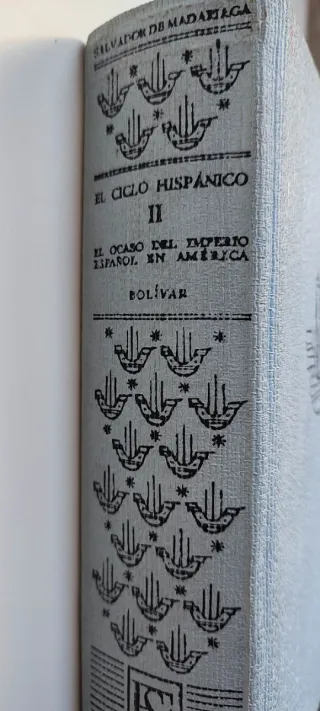 SALVADOR DE MADARIAGA
EL CICLO HISPÁNICO
II
EL OCASO DEL IMPERIO
ESPAÑOL EN AMÉRICA
BOLÍVAR